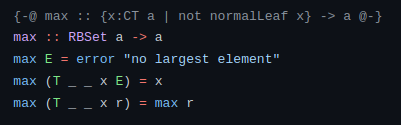 {-@ max :: {x:CT a | not normalLeaf x} -> a @-}
max :: RBSet a -> a
max E = error "no largest element"
max (T _ _ x E) = x
max (T _ _ x r) = max r